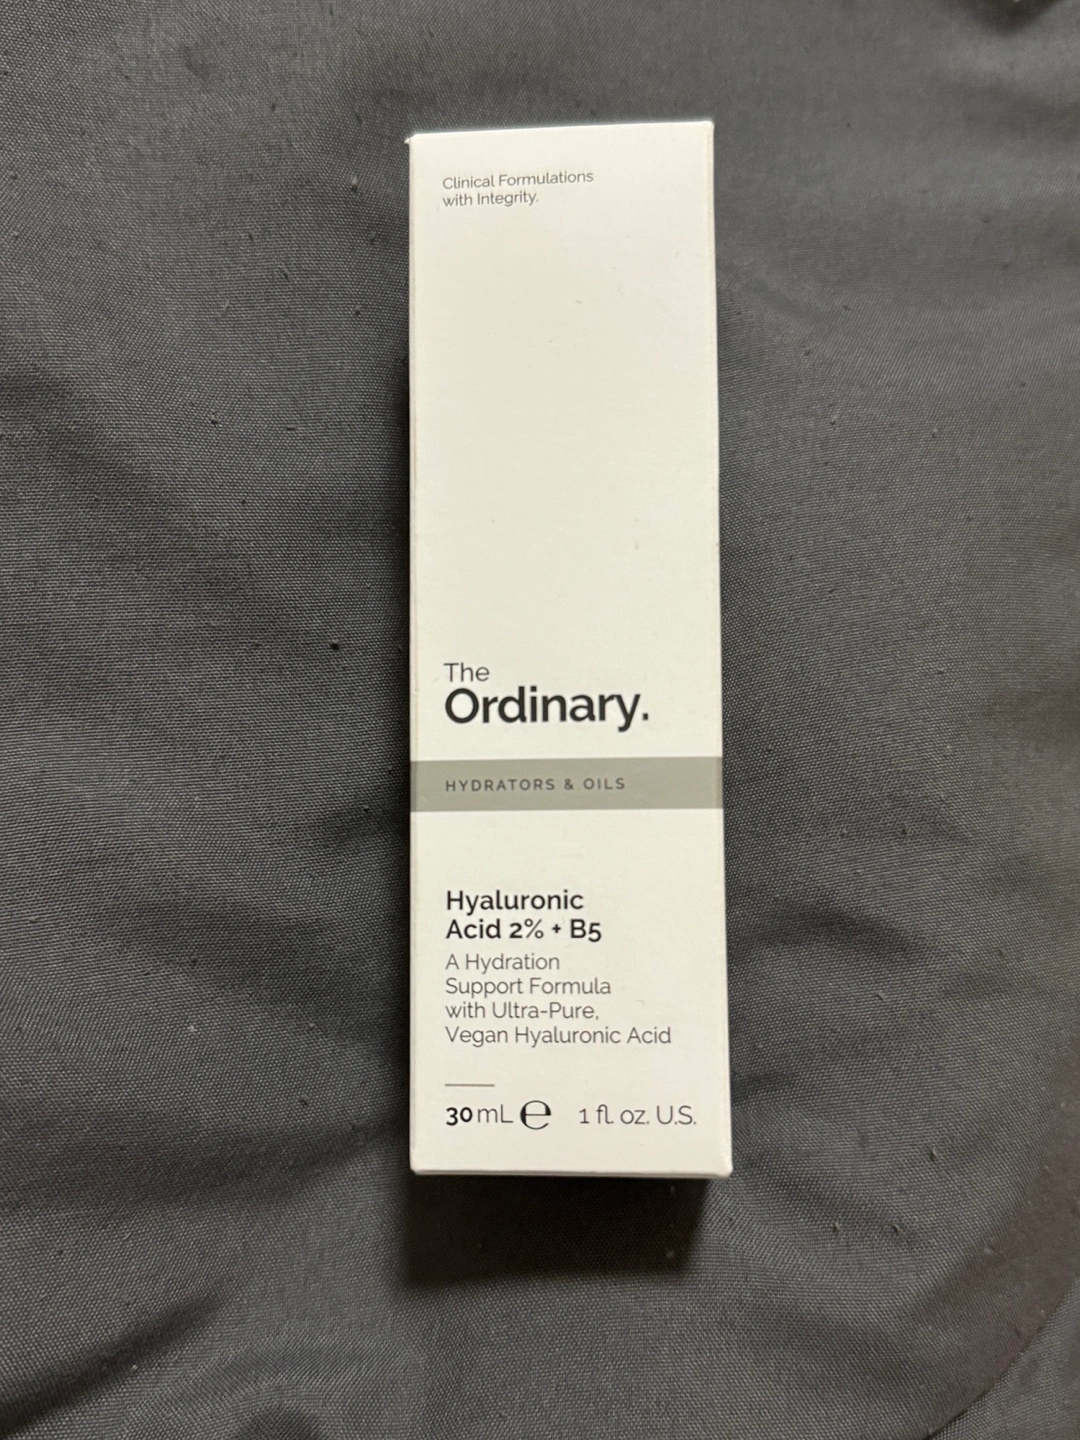 Clinical Formulations
with Integrity.
The
Ordinary.
HYDRATORS & OILS
Hyaluronic
Acid 2% + B5
A Hydration
Support Formula
with Ultra-Pure,
Vegan Hyaluronic Acid
30 mL ℮ 1 fl. oz. U.S.